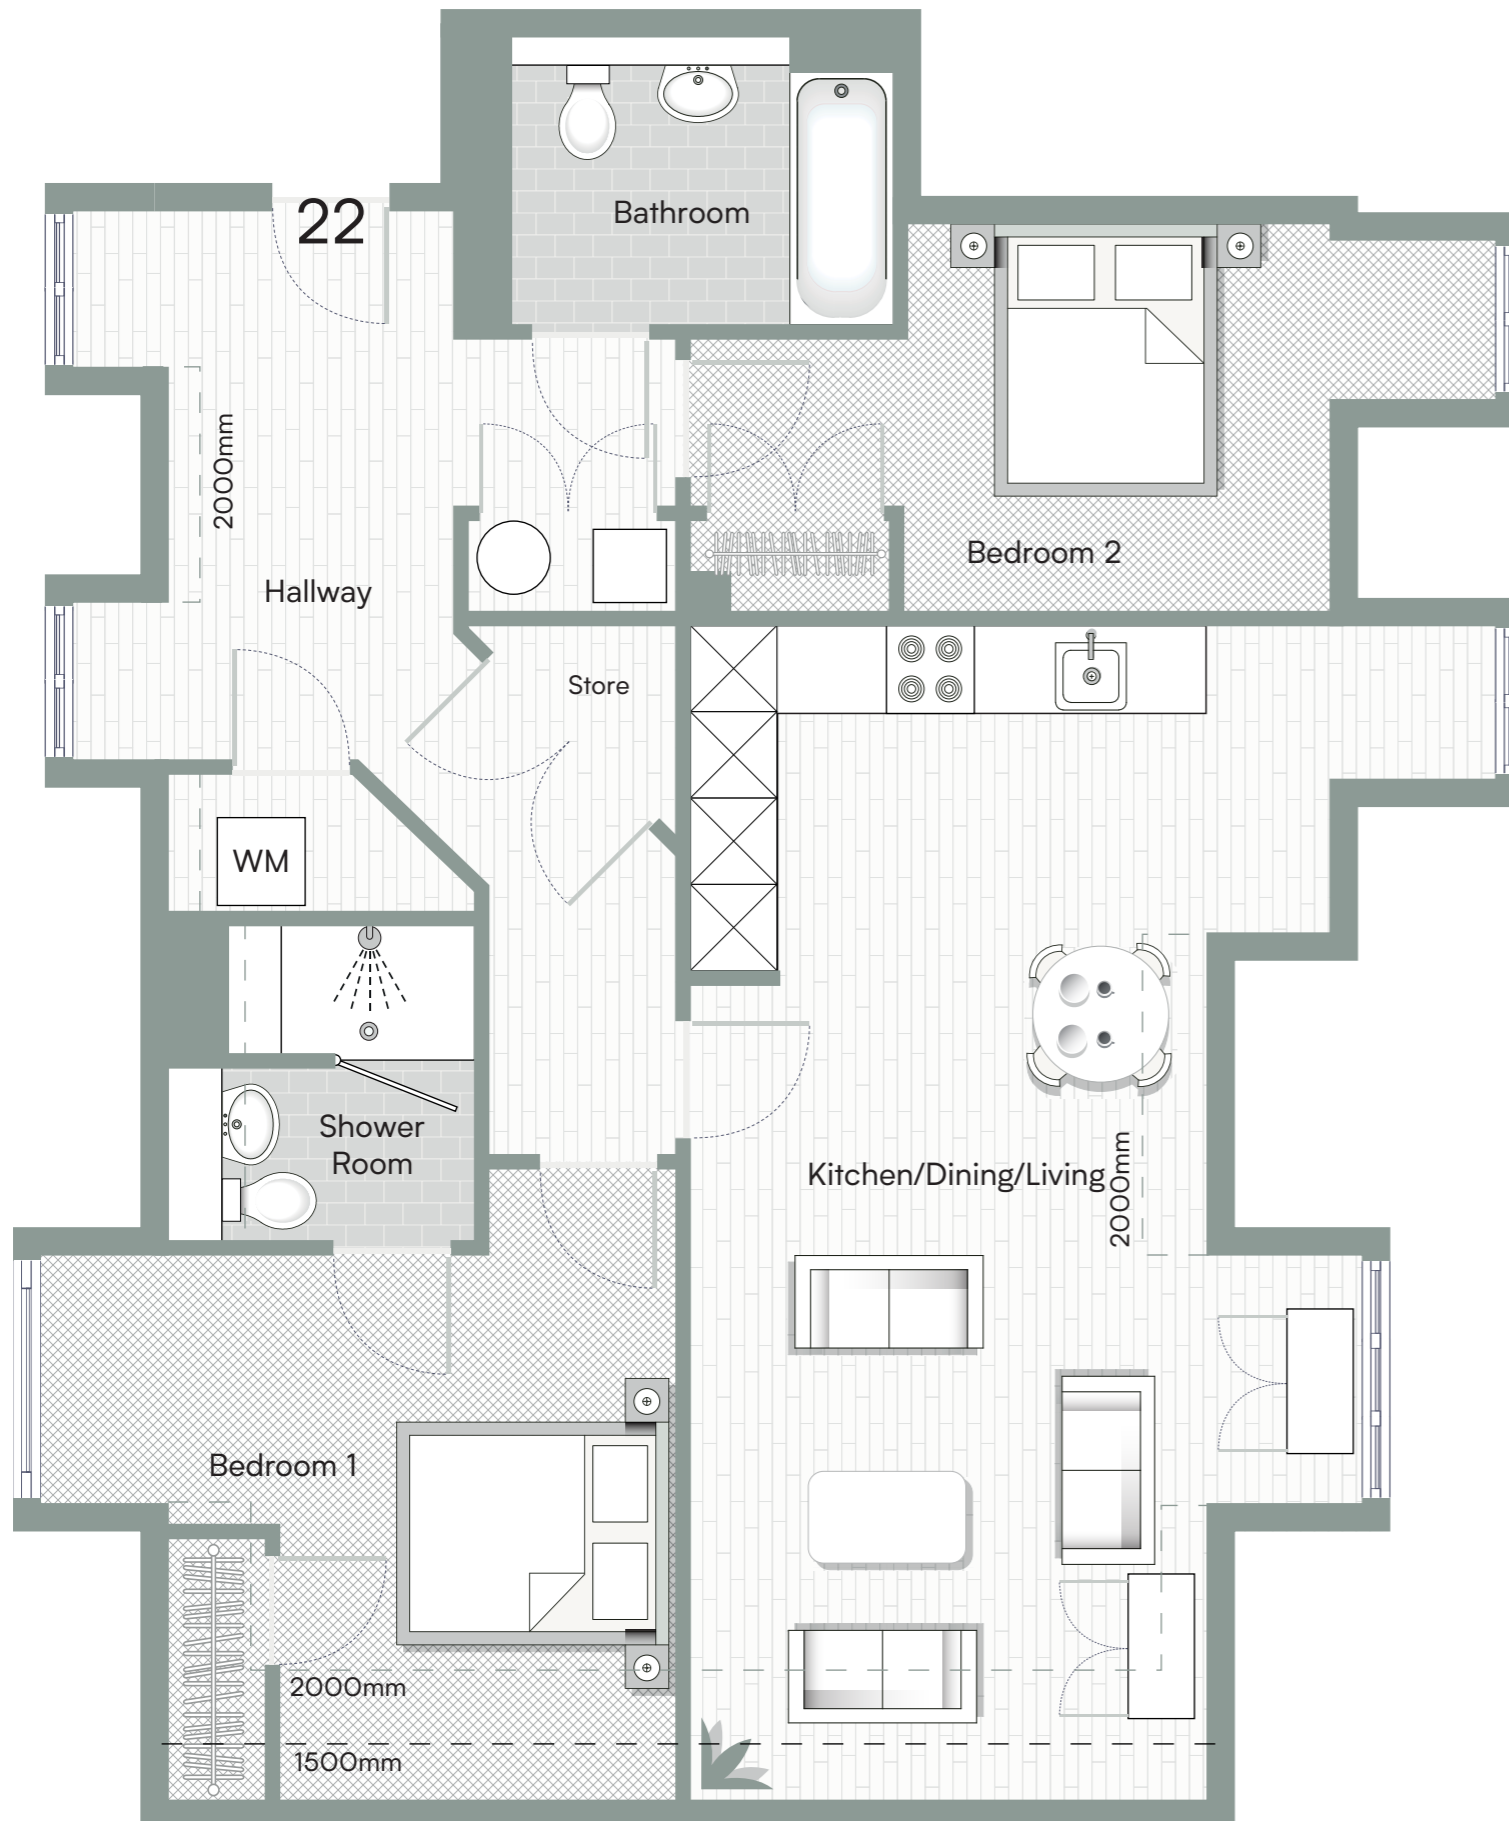 22
Bathroom
2000mm
Bedroom 2
Hallway
Store
WM
Shower
Room
Kitchen/Dining/Living
2000mm
Bedroom 1
2000mm
1500mm